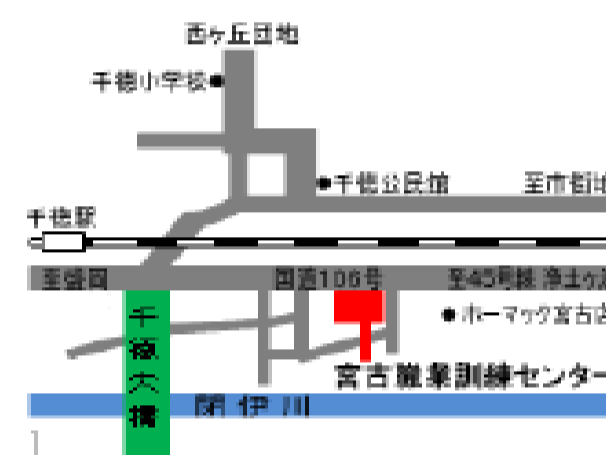 西ヶ丘団地
千徳小学校
千徳公民館
至市街地
千徳駅
至盛岡
国道106号
至45号線 浄土ヶ
ホーマック宮古店
千徳大橋
宮古職業訓練センター
閉伊川